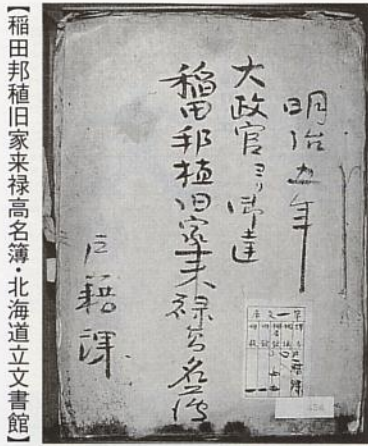 明治五年
大政官ヨリ御達
稲田邦植旧家来禄高名簿
戸籍課
【稲田邦植旧家来禄高名簿・北海道立文書館】